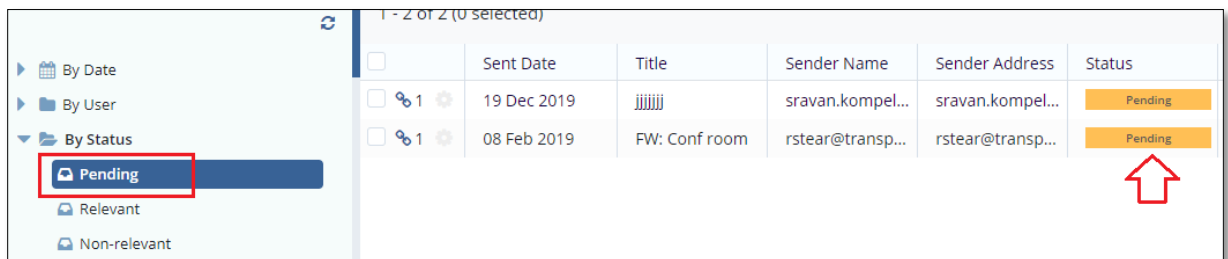 1 - 2 of 2 (0 selected)
By Date
By User
By Status
Pending
Relevant
Non-relevant
Sent Date Title Sender Name Sender Address Status
1 19 Dec 2019 jjjjjjj sravan.kompel... sravan.kompel... Pending
1 08 Feb 2019 FW: Conf room rstear@transp... rstear@transp... Pending